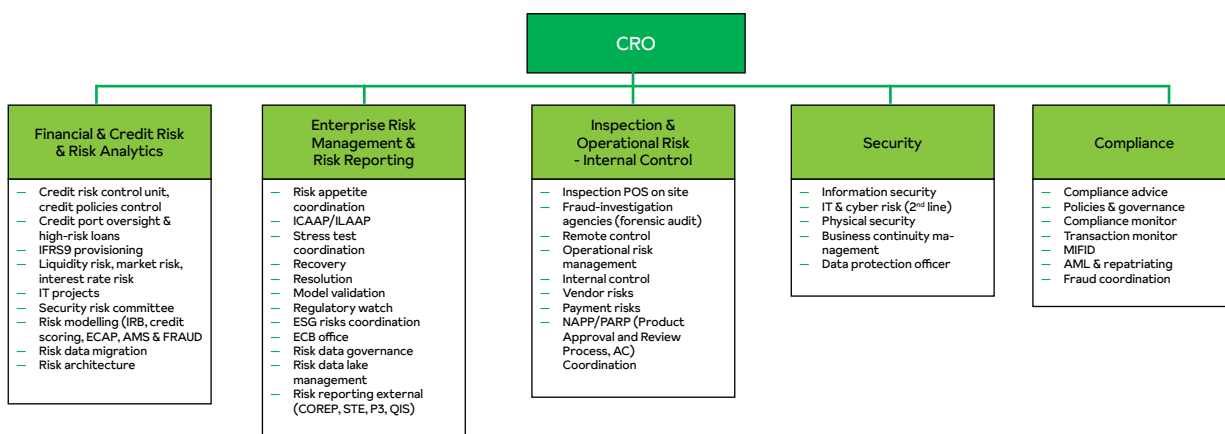 CRO
Financial & Credit Risk
& Risk Analytics
— Credit risk control unit,
credit policies control
— Credit port oversight &
high-risk loans
— IFRS9 provisioning
— Liquidity risk, market risk,
interest rate risk
— IT projects
— Security risk committee
— Risk modelling (IRB, credit
scoring, ECAP, AMS & FRAUD
— Risk data migration
— Risk architecture
Enterprise Risk
Management &
Risk Reporting
— Risk appetite
coordination
— ICAAP/ILAAP
— Stress test
coordination
— Recovery
— Resolution
— Model validation
— Regulatory watch
— ESG risks coordination
— ECB office
— Risk data governance
— Risk data lake
management
— Risk reporting external
(COREP, STE, P3, QIS)
Inspection &
Operational Risk
- Internal Control
— Inspection POS on site
— Fraud-investigation
agencies (forensic audit)
— Remote control
— Operational risk
management
— Internal control
— Vendor risks
— Payment risks
— NAPP/PARP (Product
Approval and Review
Process, AC)
Coordination
Security
— Information security
— IT & cyber risk (2nd line)
— Physical security
— Business continuity ma-
nagement
— Data protection officer
Compliance
— Compliance advice
— Policies & governance
— Compliance monitor
— Transaction monitor
— MIFID
— AML & repatriating
— Fraud coordination